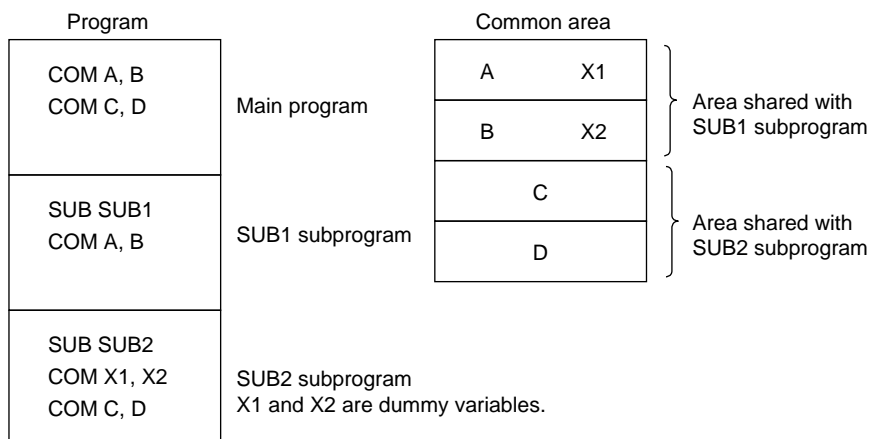 Program
COM A, B
COM C, D
Main program
SUB SUB1
COM A, B
SUB1 subprogram
SUB SUB2
COM X1, X2
COM C, D
SUB2 subprogram
X1 and X2 are dummy variables.
Common area
A X1
B X2
C
D
Area shared with
SUB1 subprogram
Area shared with
SUB2 subprogram